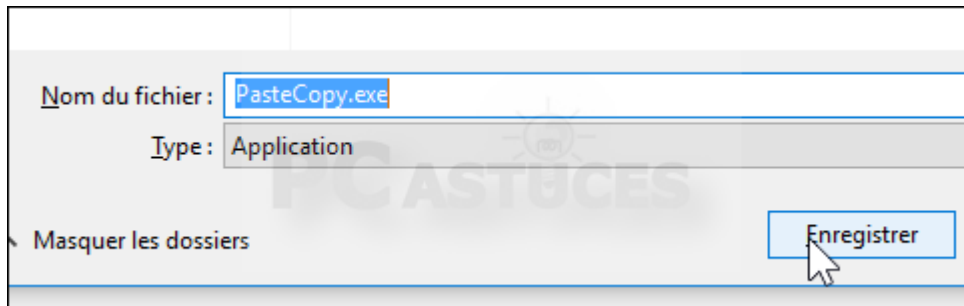 Nom du fichier : PasteCopy.exe
Type : Application
PC ASTUCES
Masquer les dossiers
Enregistrer